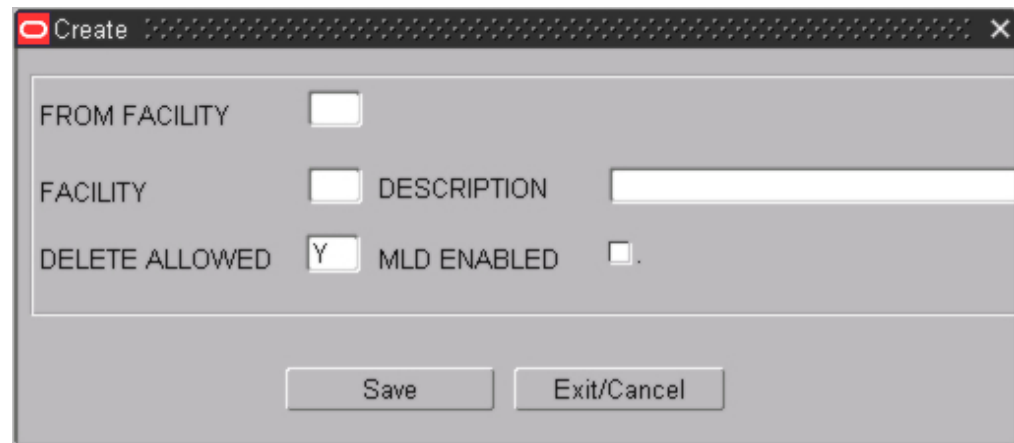 Create
FROM FACILITY
FACILITY DESCRIPTION
DELETE ALLOWED Y MLD ENABLED .
Save Exit/Cancel